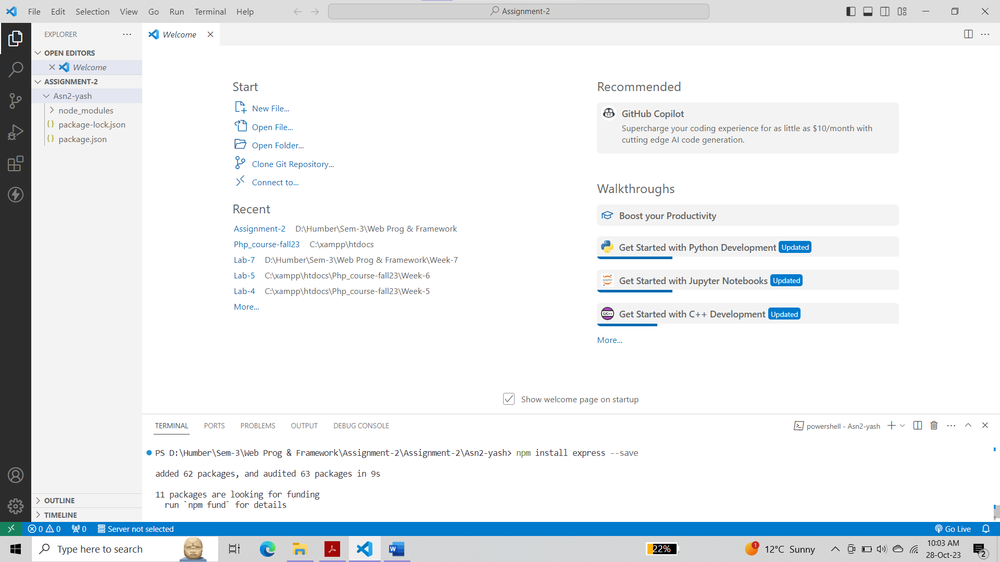 File Edit Selection View Go Run Terminal Help
Assignment-2
EXPLORER
OPEN EDITORS
Welcome
ASSIGNMENT-2
Asn2-yash
node_modules
package-lock.json
package.json
OUTLINE
TIMELINE
Welcome
Start
New File...
Open File...
Open Folder...
Clone Git Repository...
Connect to...
Recent
Assignment-2 D:\Humber\Sem-3\Web Prog & Framework
Php_course-fall23 C:\xampp\htdocs
Lab-7 D:\Humber\Sem-3\Web Prog & Framework\Week-7
Lab-5 C:\xampp\htdocs\Php_course-fall23\Week-6
Lab-4 C:\xampp\htdocs\Php_course-fall23\Week-5
More...
Recommended
GitHub Copilot
Supercharge your coding experience for as little as $10/month with
cutting edge AI code generation.
Walkthroughs
Boost your Productivity
Get Started with Python Development Updated
Get Started with Jupyter Notebooks Updated
Get Started with C++ Development Updated
More...
Show welcome page on startup
TERMINAL PORTS PROBLEMS OUTPUT DEBUG CONSOLE
powershell - Asn2-yash
PS D:\Humber\Sem-3\Web Prog & Framework\Assignment-2\Assignment-2\Asn2-yash> npm install express --save
added 62 packages, and audited 63 packages in 9s
11 packages are looking for funding
run `npm fund` for details
0 0 0 Server not selected
Go Live
Type here to search
22%
1
12°C Sunny
10:03 AM
28-Oct-23
2